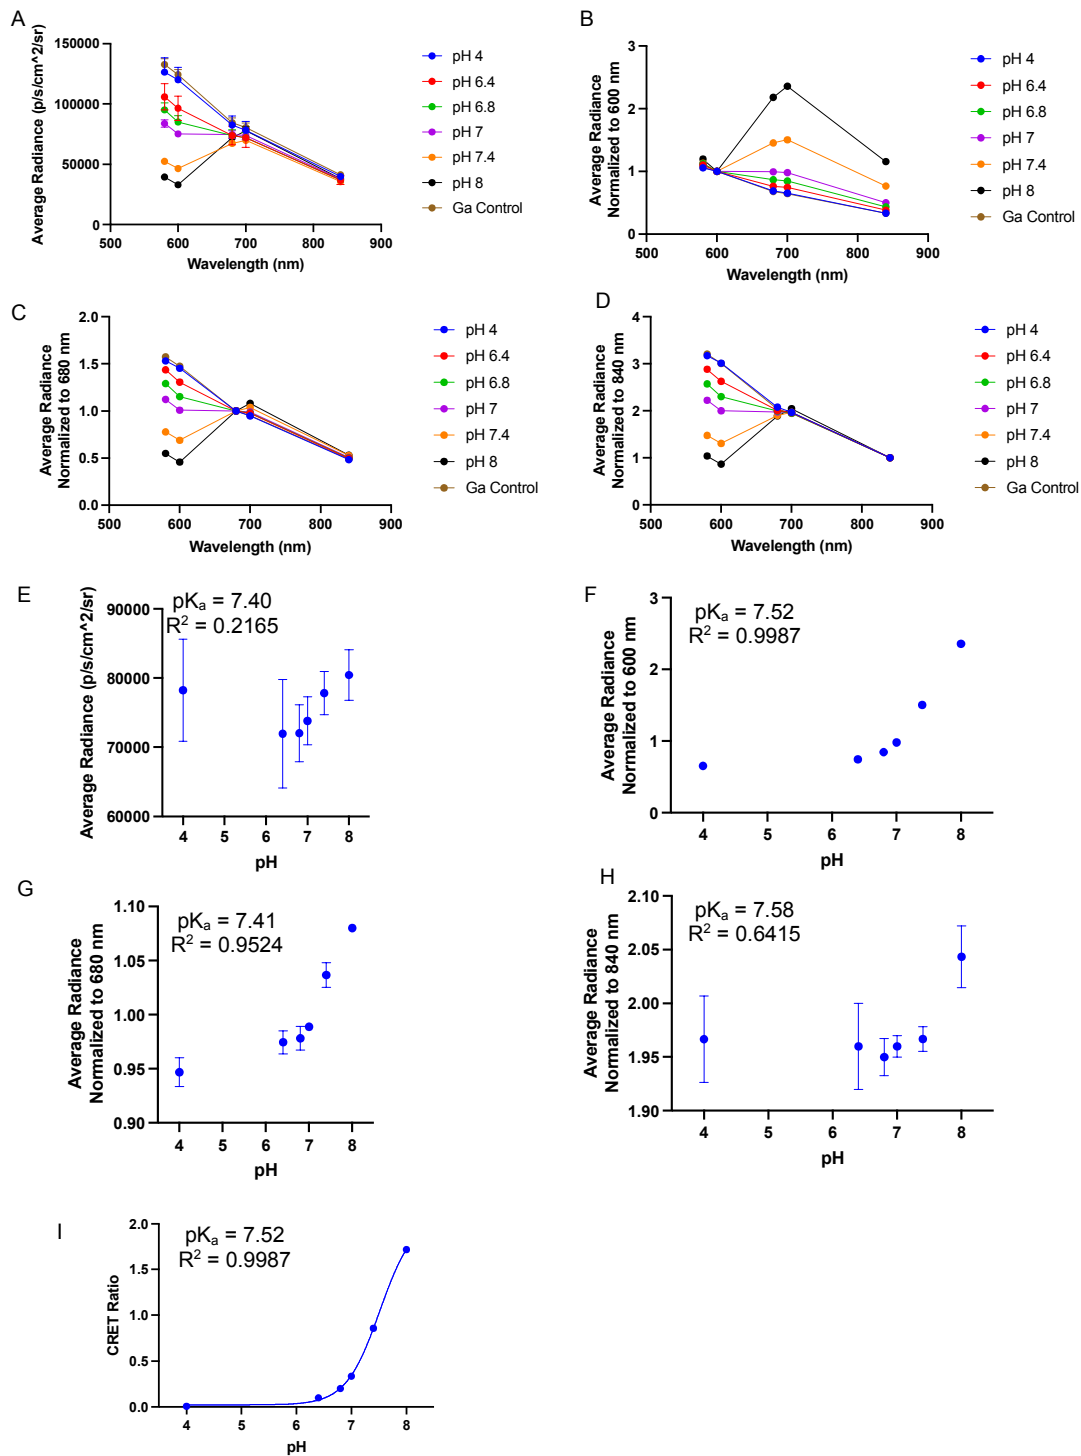 A
Average Radiance (p/s/cm^2/sr)
150000
100000
50000
0
500 600 700 800 900
Wavelength (nm)
pH 4
pH 6.4
pH 6.8
pH 7
pH 7.4
pH 8
Ga Control
B
Average Radiance
Normalized to 600 nm
3
2
1
0
500 600 700 800 900
Wavelength (nm)
pH 4
pH 6.4
pH 6.8
pH 7
pH 7.4
pH 8
Ga Control
C
Average Radiance
Normalized to 680 nm
2.0
1.5
1.0
0.5
0.0
500 600 700 800 900
Wavelength (nm)
pH 4
pH 6.4
pH 6.8
pH 7
pH 7.4
pH 8
Ga Control
D
Average Radiance
Normalized to 840 nm
4
3
2
1
0
500 600 700 800 900
Wavelength (nm)
pH 4
pH 6.4
pH 6.8
pH 7
pH 7.4
pH 8
Ga Control
E
Average Radiance (p/s/cm^2/sr)
90000
80000
70000
60000
pKa = 7.40
R² = 0.2165
4 5 6 7 8
pH
F
Average Radiance
Normalized to 600 nm
3
2
1
0
pKa = 7.52
R² = 0.9987
4 5 6 7 8
pH
G
Average Radiance
Normalized to 680 nm
1.10
1.05
1.00
0.95
0.90
pKa = 7.41
R² = 0.9524
4 5 6 7 8
pH
H
Average Radiance
Normalized to 840 nm
2.10
2.05
2.00
1.95
1.90
pKa = 7.58
R² = 0.6415
4 5 6 7 8
pH
I
CRET Ratio
2.0
1.5
1.0
0.5
0.0
pKa = 7.52
R² = 0.9987
4 5 6 7 8
pH